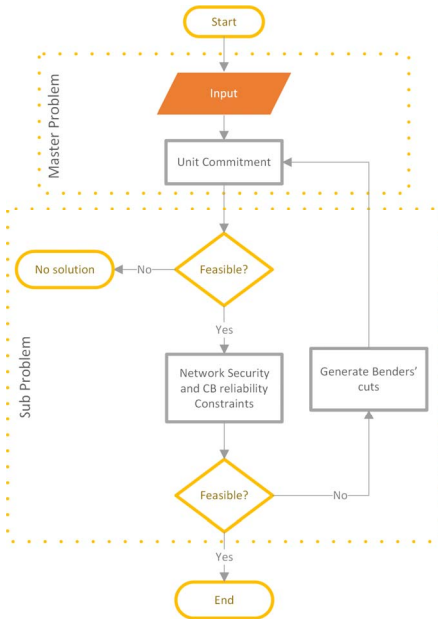 Start
Master Problem
Input
Unit Commitment
No solution
No
Feasible?
Yes
Sub Problem
Network Security
and CB reliability
Constraints
Generate Benders'
cuts
Feasible?
No
Yes
End